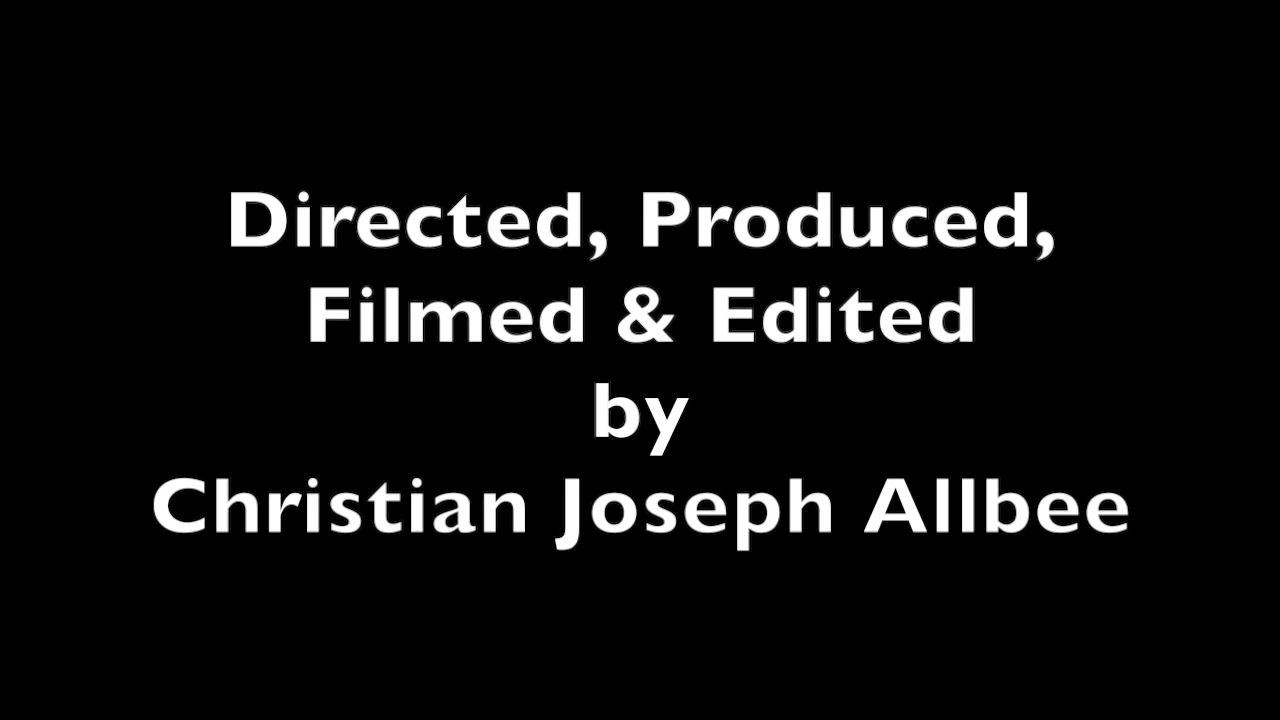 Directed, Produced,
Filmed & Edited
by
Christian Joseph Allbee